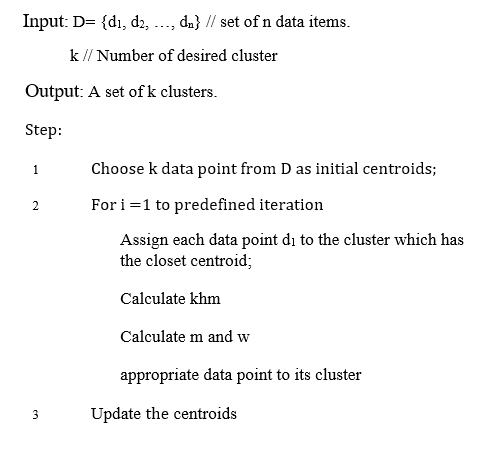 Input: D= {d₁, d₂, …, dₙ} // set of n data items.
k // Number of desired cluster
Output: A set of k clusters.
Step:
1 Choose k data point from D as initial centroids;
2 For i =1 to predefined iteration
Assign each data point d₁ to the cluster which has
the closet centroid;
Calculate khm
Calculate m and w
appropriate data point to its cluster
3 Update the centroids